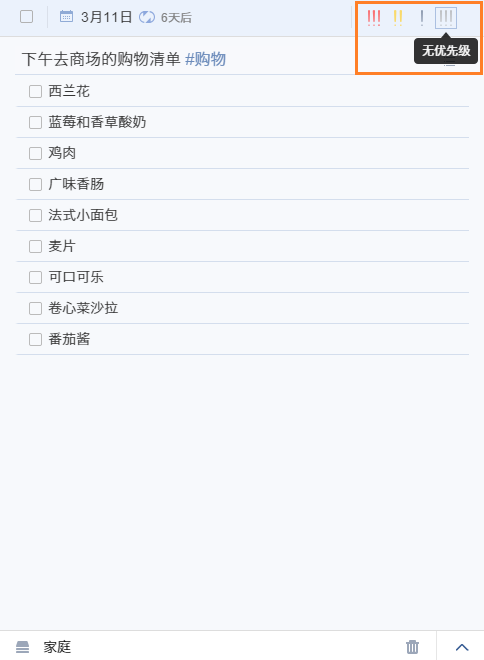 3月11日 6天后
无优先级
下午去商场的购物清单 #购物
西兰花
蓝莓和香草酸奶
鸡肉
广味香肠
法式小面包
麦片
可口可乐
卷心菜沙拉
番茄酱
家庭